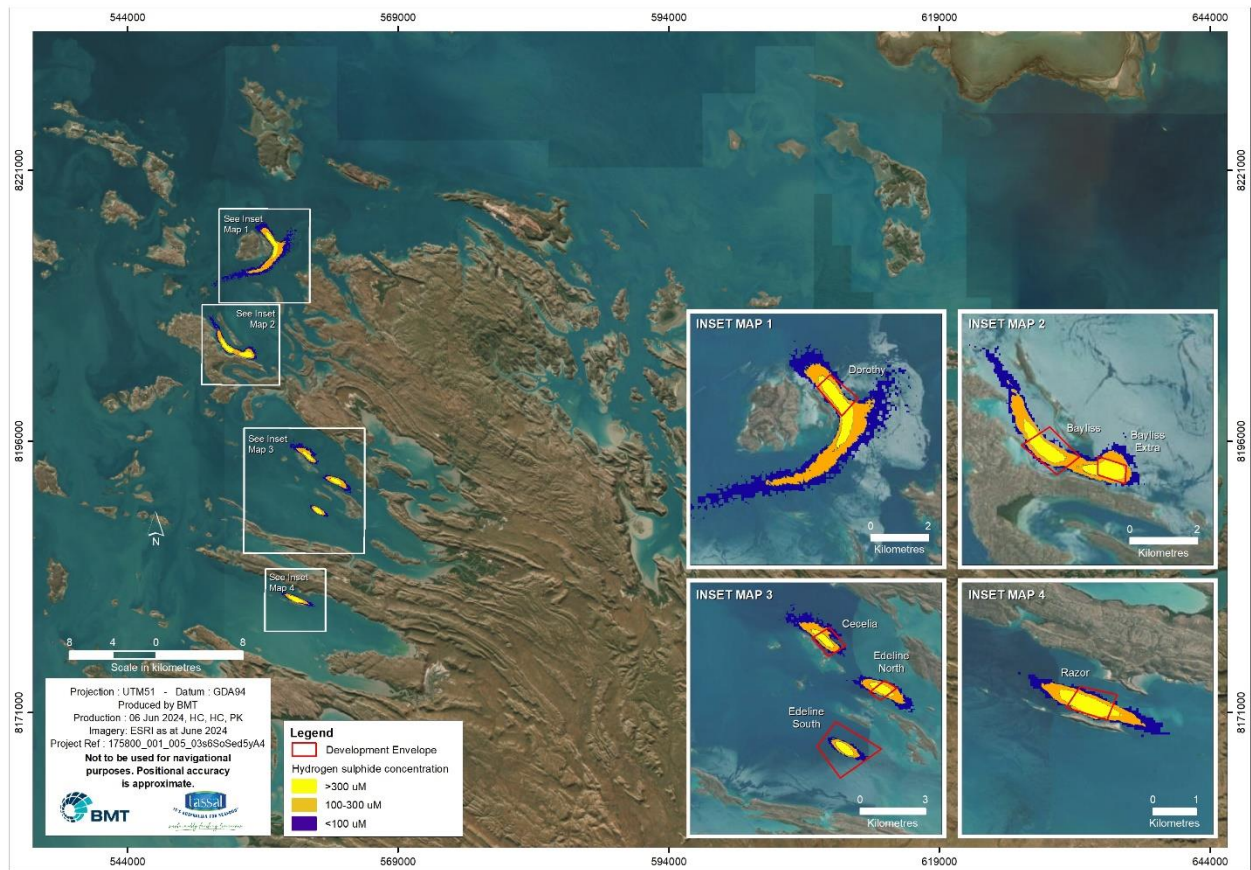 544000
569000
594000
619000
644000
8221000
8196000
8171000
8221000
8196000
8171000
See Inset
Map 1
See Inset
Map 2
See Inset
Map 3
See Inset
Map 4
N
8 4 0 8
Scale in kilometres
Projection : UTM51 - Datum : GDA94
Produced by BMT
Production : 06 Jun 2024, HC, HC, PK
Imagery: ESRI as at June 2024
Project Ref : 175800_001_005_03s6SoSed5yA4
Not to be used for navigational
purposes. Positional accuracy
is approximate.
BMT
tassal
Legend
Development Envelope
Hydrogen sulphide concentration
>300 uM
100-300 uM
<100 uM
INSET MAP 1
Dorothy
0 2
Kilometres
INSET MAP 2
Bayliss
Bayliss
Extra
0 2
Kilometres
INSET MAP 3
Cecelia
Edeline
North
Edeline
South
0 3
Kilometres
INSET MAP 4
Razor
0 1
Kilometres
544000
569000
594000
619000
644000